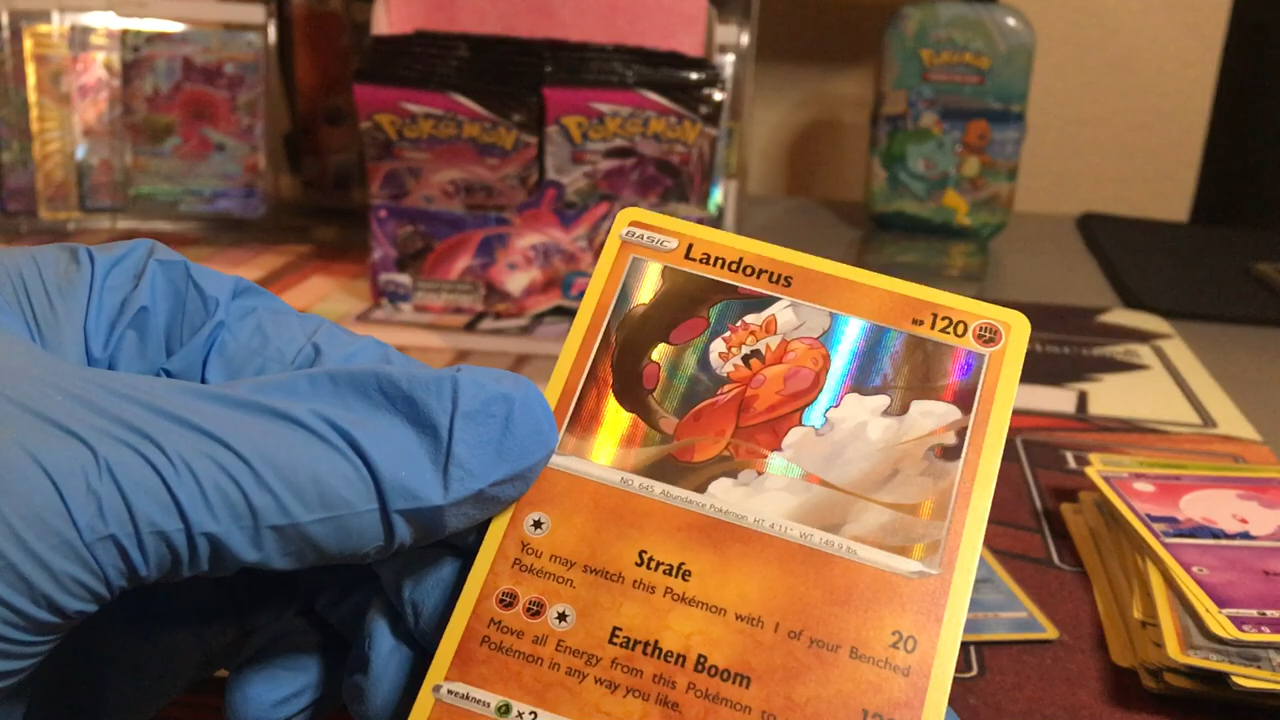 Pokémon
Pokémon
Pokémon
BASIC
Landorus
HP 120
NO. 645 Abundance Pokémon HT: 4'11" WT: 149.9 lbs.
Strafe
20
You may switch this Pokémon with 1 of your Benched
Pokémon.
Earthen Boom
Move all Energy from this Pokémon to
Pokémon in any way you like.
weakness
×2